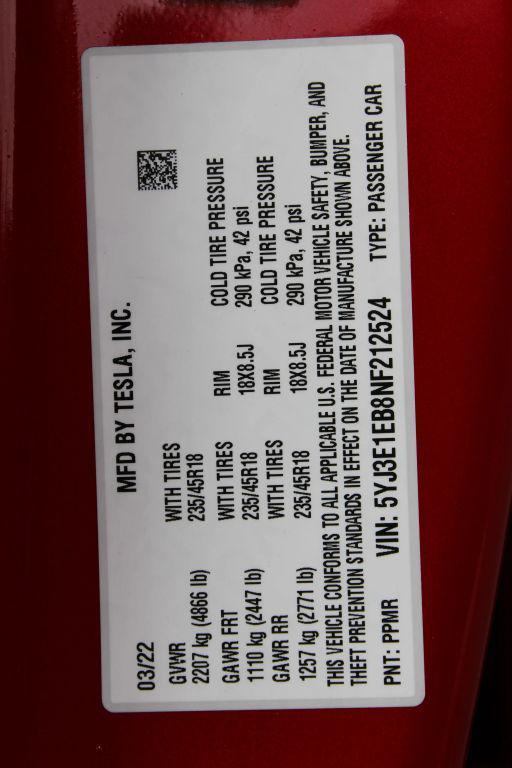 MFD BY TESLA, INC.
03/22
GVWR WITH TIRES
2207 kg (4866 lb) 235/45R18
GAWR FRT WITH TIRES RIM COLD TIRE PRESSURE
1110 kg (2447 lb) 235/45R18 18X8.5J 290 kPa, 42 psi
GAWR RR WITH TIRES RIM COLD TIRE PRESSURE
1257 kg (2771 lb) 235/45R18 18X8.5J 290 kPa, 42 psi
THIS VEHICLE CONFORMS TO ALL APPLICABLE U.S. FEDERAL MOTOR VEHICLE SAFETY, BUMPER, AND
THEFT PREVENTION STANDARDS IN EFFECT ON THE DATE OF MANUFACTURE SHOWN ABOVE.
PNT: PPMR VIN: 5YJ3E1EB8NF212524 TYPE: PASSENGER CAR